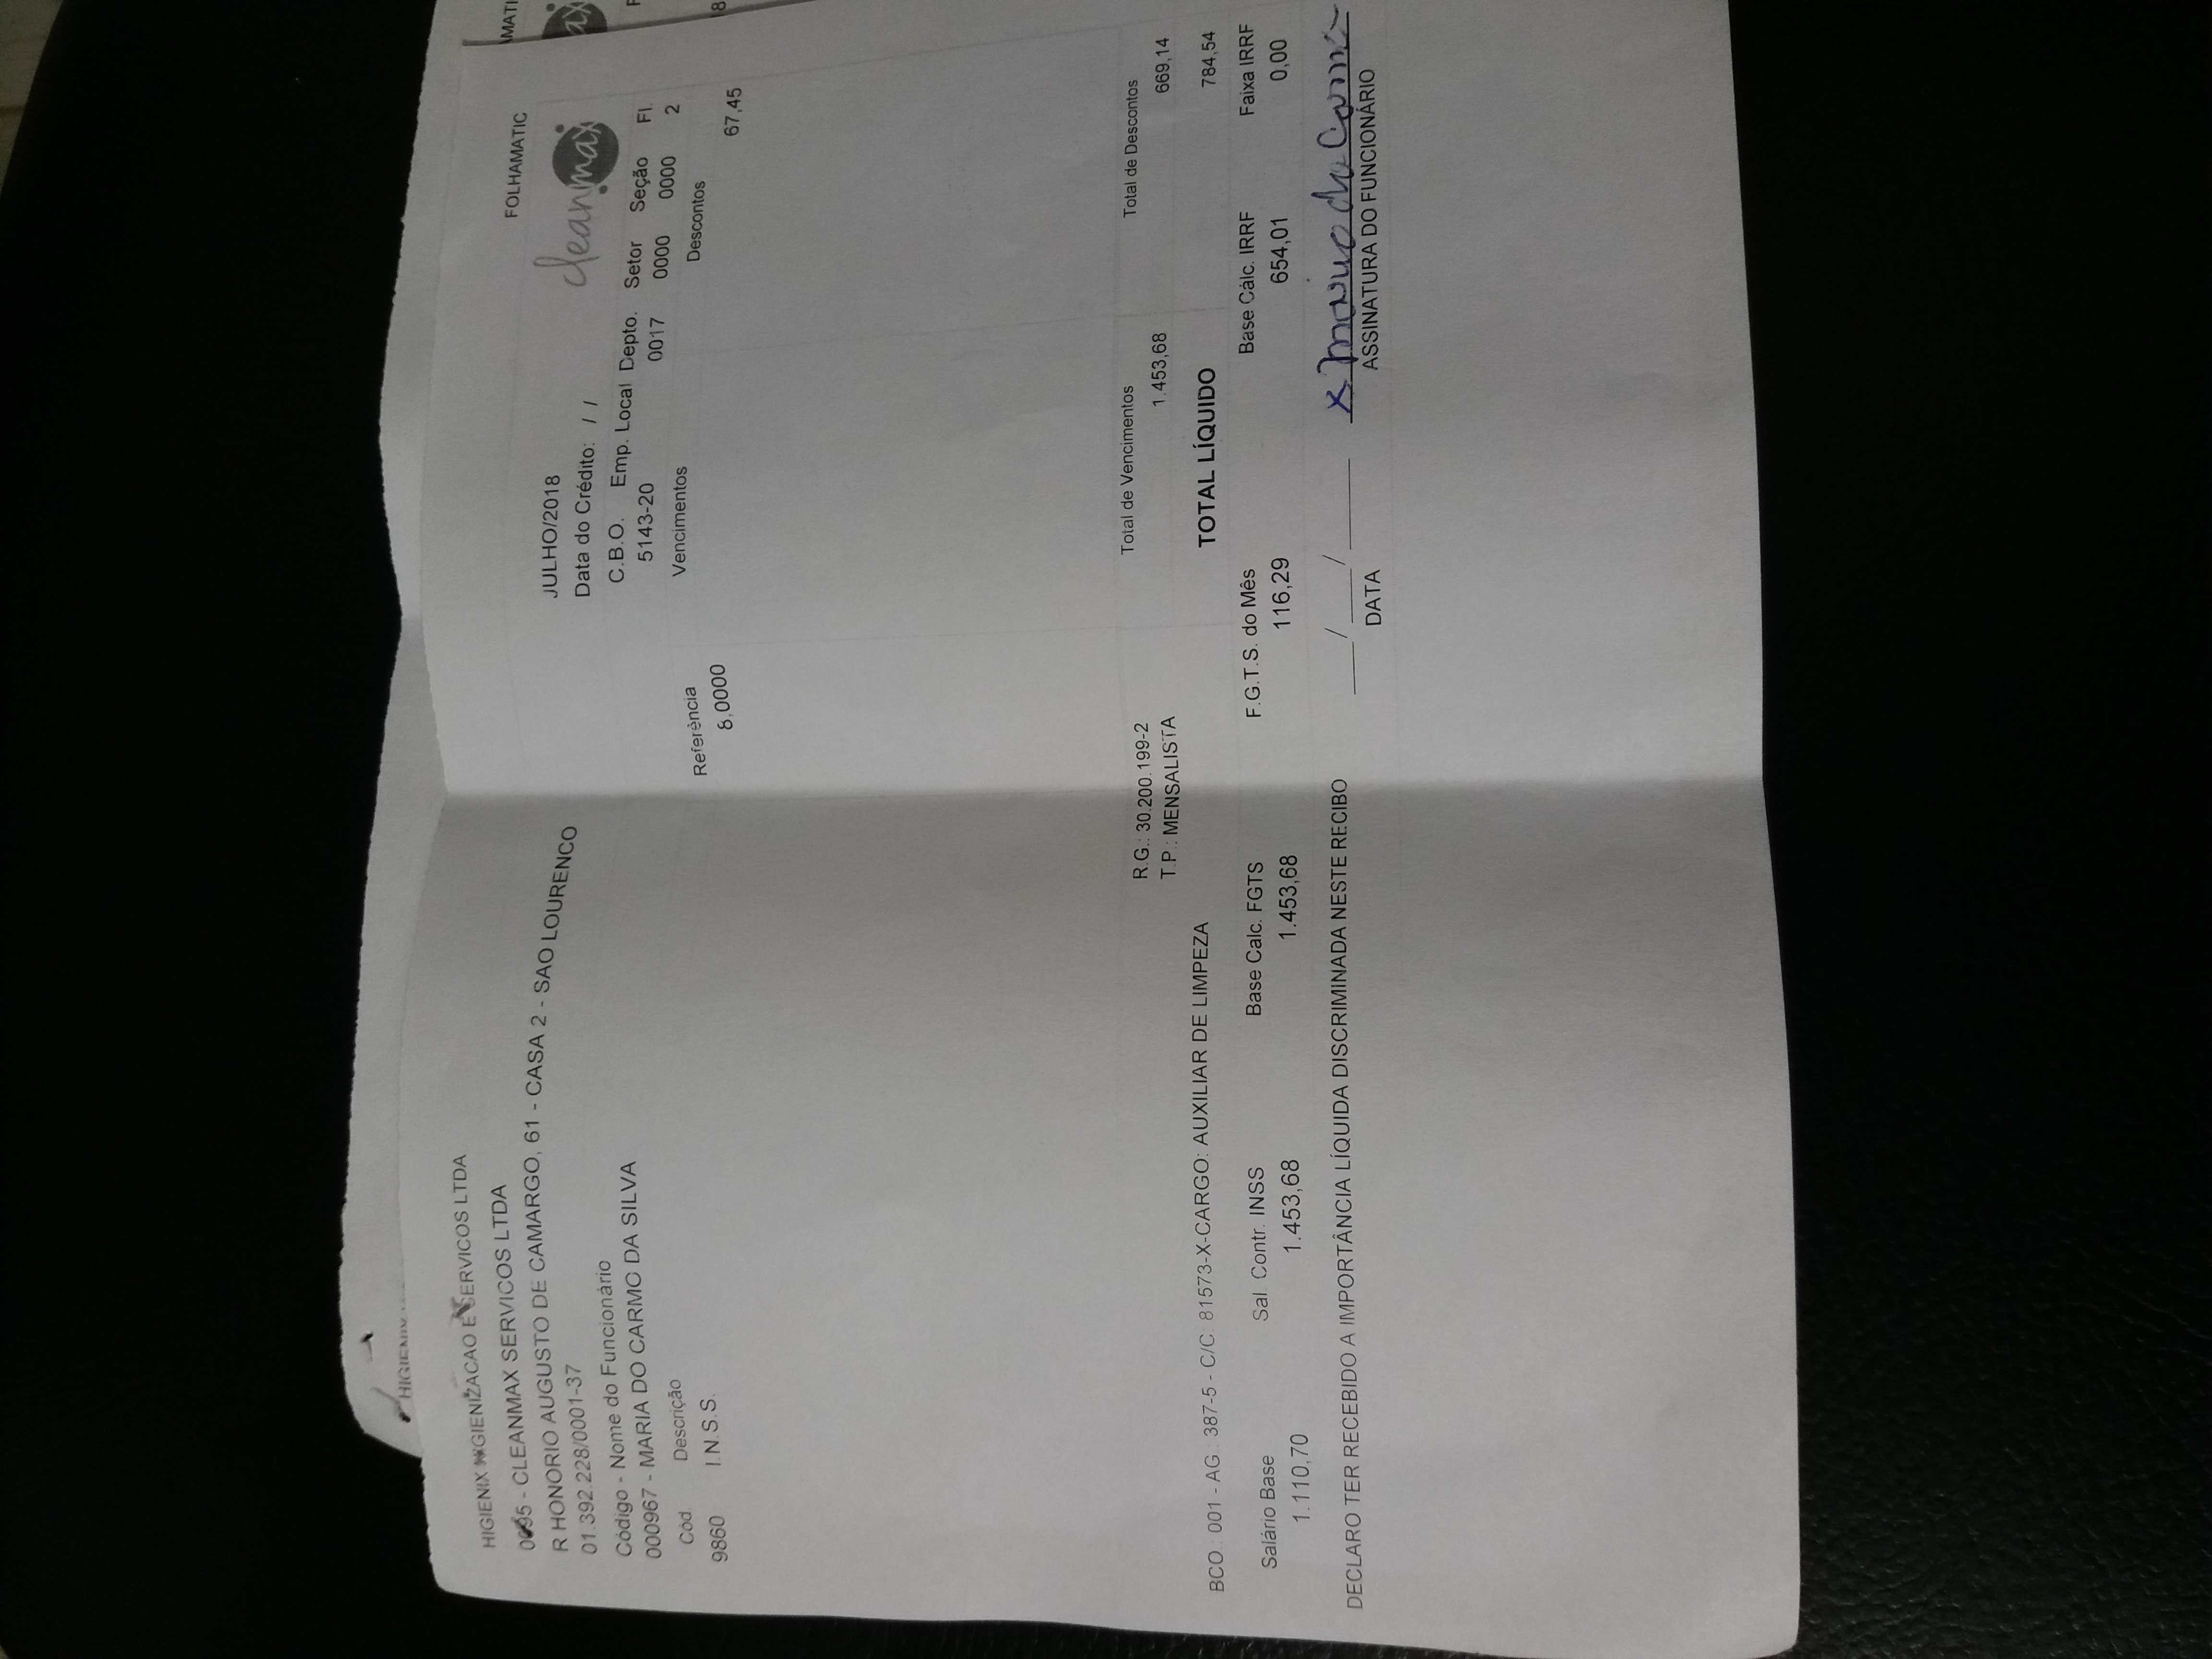 HIGIENIX
HIGIENIX HIGIENIZACAO E SERVICOS LTDA
0095 - CLEANMAX SERVICOS LTDA
R HONORIO AUGUSTO DE CAMARGO, 61 - CASA 2 - SAO LOURENCO
01.392.228/0001-37
FOLHAMATIC
JULHO/2018
cleanmax
Data do Crédito: / /
Código - Nome do Funcionário
000967 - MARIA DO CARMO DA SILVA
C.B.O. Emp. Local Depto. Setor Seção Fl.
5143-20 0017 0000 0000 2
Cód. Descrição Referência Vencimentos Descontos
9860 I.N.S.S. 8,0000 67,45
R.G.: 30.200.199-2
T.P.: MENSALISTA
Total de Vencimentos Total de Descontos
1.453,68 669,14
BCO.: 001 - AG.: 387-5 - C/C: 81573-X-CARGO: AUXILIAR DE LIMPEZA
TOTAL LÍQUIDO 784,54
Salário Base Sal. Contr. INSS Base Calc. FGTS F.G.T.S. do Mês Base Cálc. IRRF Faixa IRRF
1.110,70 1.453,68 1.453,68 116,29 654,01 0,00
DECLARO TER RECEBIDO A IMPORTÂNCIA LÍQUIDA DISCRIMINADA NESTE RECIBO ___/___/_____ x Maria do Carmo
DATA ASSINATURA DO FUNCIONÁRIO